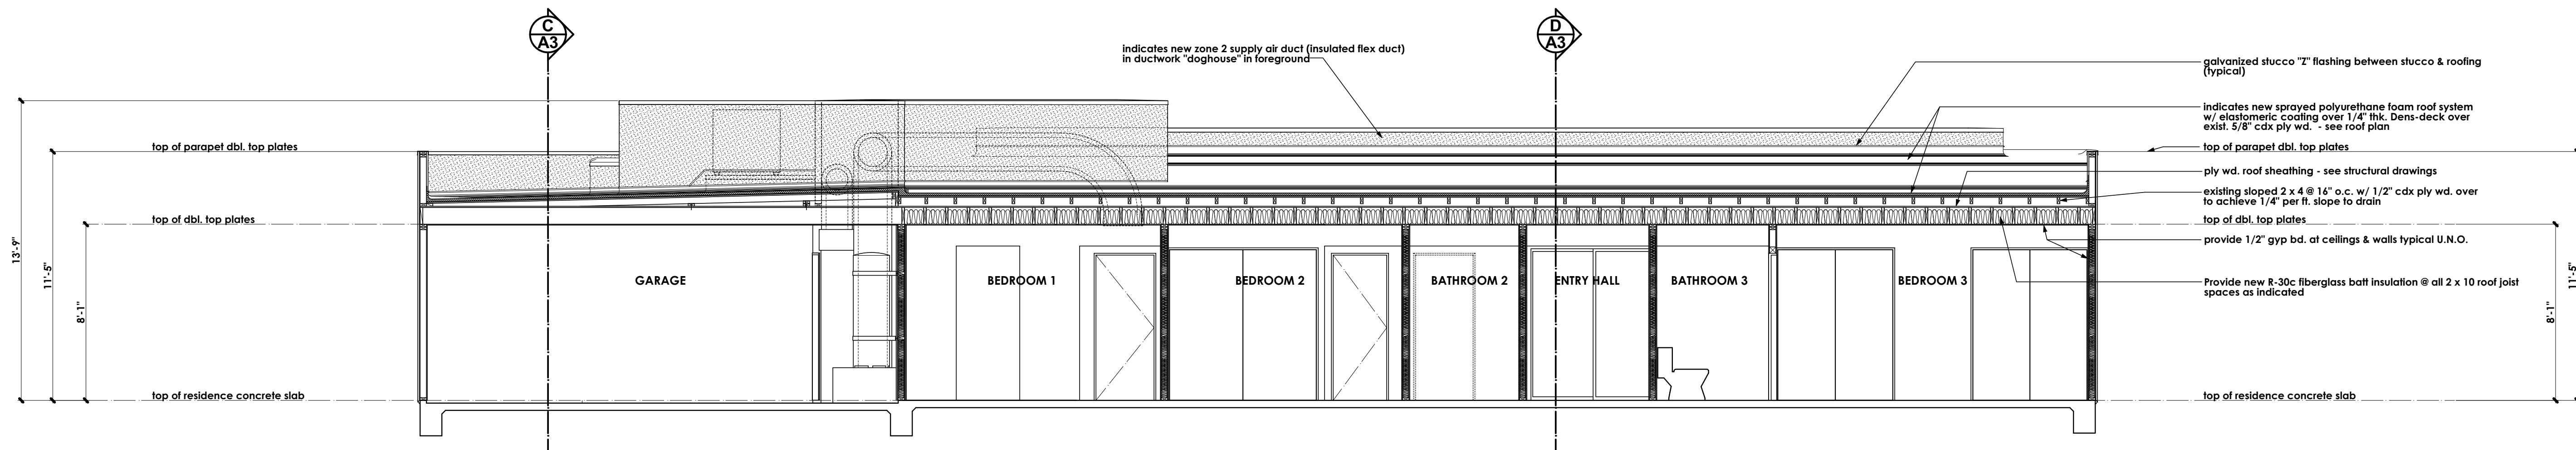 C
A3
D
A3
indicates new zone 2 supply air duct (insulated flex duct)
in ductwork "doghouse" in foreground
galvanized stucco "Z" flashing between stucco & roofing
(typical)
indicates new sprayed polyurethane foam roof system
w/ elastomeric coating over 1/4" thk. Dens-deck over
exist. 5/8" cdx ply wd.  - see roof plan
top of parapet dbl. top plates
top of parapet dbl. top plates
ply wd. roof sheathing - see structural drawings
existing sloped 2 x 4 @ 16" o.c. w/ 1/2" cdx ply wd. over
to achieve 1/4" per ft. slope to drain
top of dbl. top plates
top of dbl. top plates
provide 1/2" gyp bd. at ceilings & walls typical U.N.O.
13'-9"
11'-5"
8'-1"
GARAGE
BEDROOM 1
BEDROOM 2
BATHROOM 2
ENTRY HALL
BATHROOM 3
BEDROOM 3
Provide new R-30c fiberglass batt insulation @ all 2 x 10 roof joist
spaces as indicated
8'-1"
11'-5"
top of residence concrete slab
top of residence concrete slab